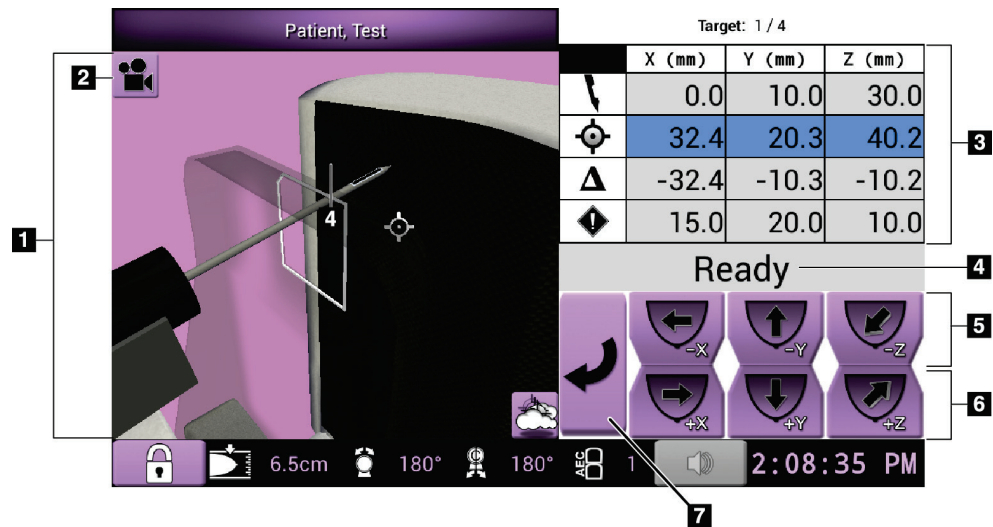 Patient, Test
Target: 1 / 4
X (mm) Y (mm) Z (mm)
0.0 10.0 30.0
32.4 20.3 40.2
Δ -32.4 -10.3 -10.2
! 15.0 20.0 10.0
Ready
4
-X -Y -Z
+X +Y +Z
6.5cm 180° C 180° AEC 1 2:08:35 PM
1
2
3
4
5
6
7